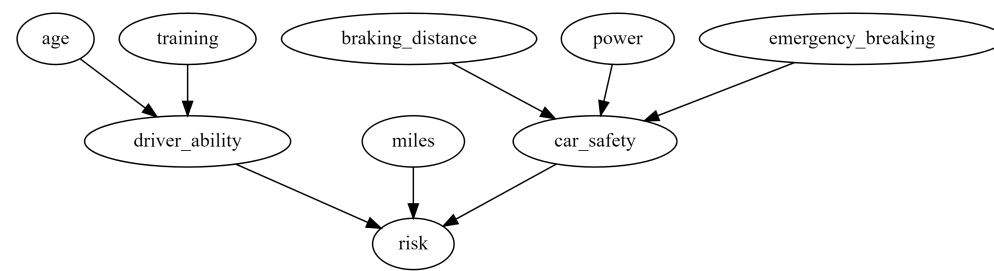 age
training
braking_distance
power
emergency_breaking
driver_ability
miles
car_safety
risk